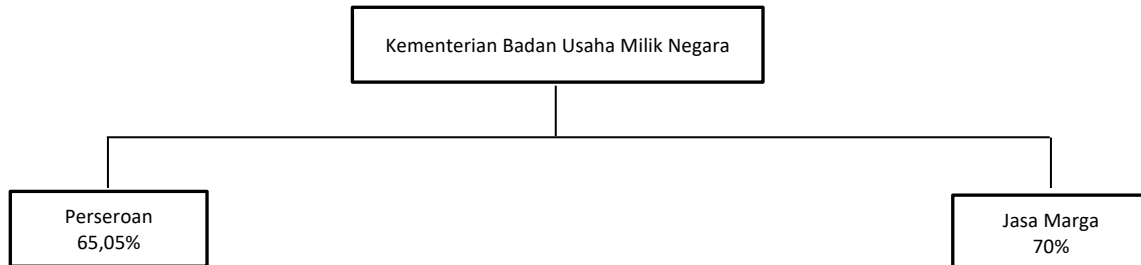 Kementerian Badan Usaha Milik Negara
Perseroan
65,05%
Jasa Marga
70%